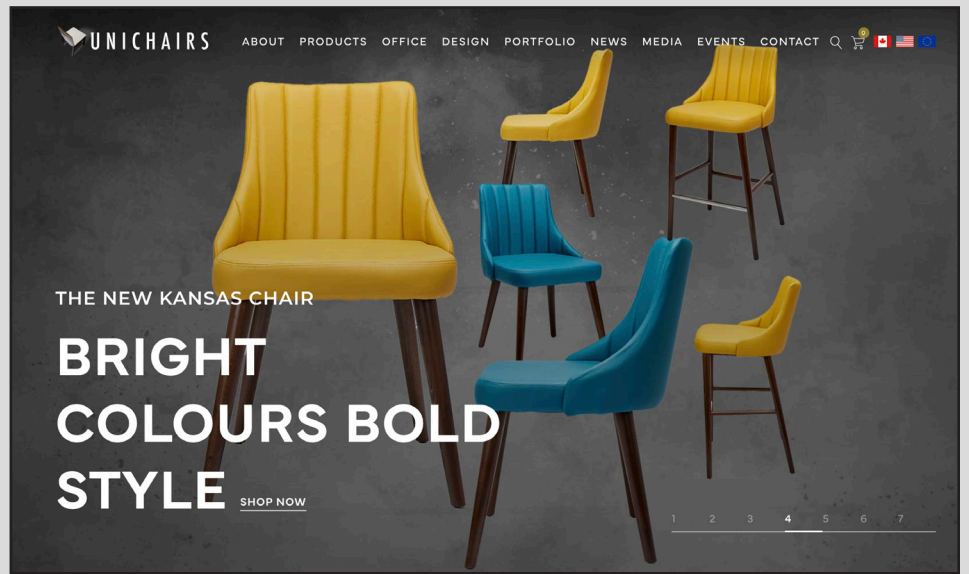 UNICHAIRS
ABOUT PRODUCTS OFFICE DESIGN PORTFOLIO NEWS MEDIA EVENTS CONTACT 0
THE NEW KANSAS CHAIR
BRIGHT
COLOURS BOLD
STYLE SHOP NOW
1 2 3 4 5 6 7